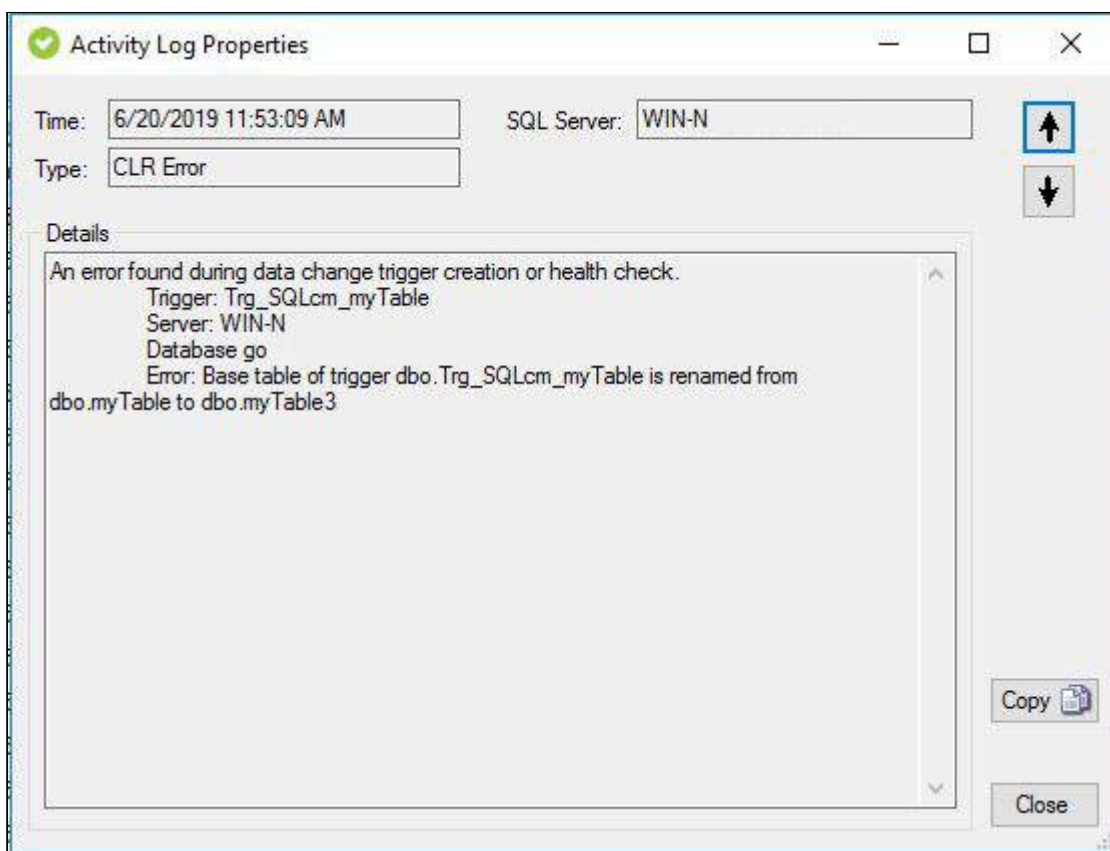 Activity Log Properties
Time: 6/20/2019 11:53:09 AM SQL Server: WIN-N
Type: CLR Error
Details
An error found during data change trigger creation or health check.
Trigger: Trg_SQLcm_myTable
Server: WIN-N
Database go
Error: Base table of trigger dbo.Trg_SQLcm_myTable is renamed from
dbo.myTable to dbo.myTable3
Copy
Close